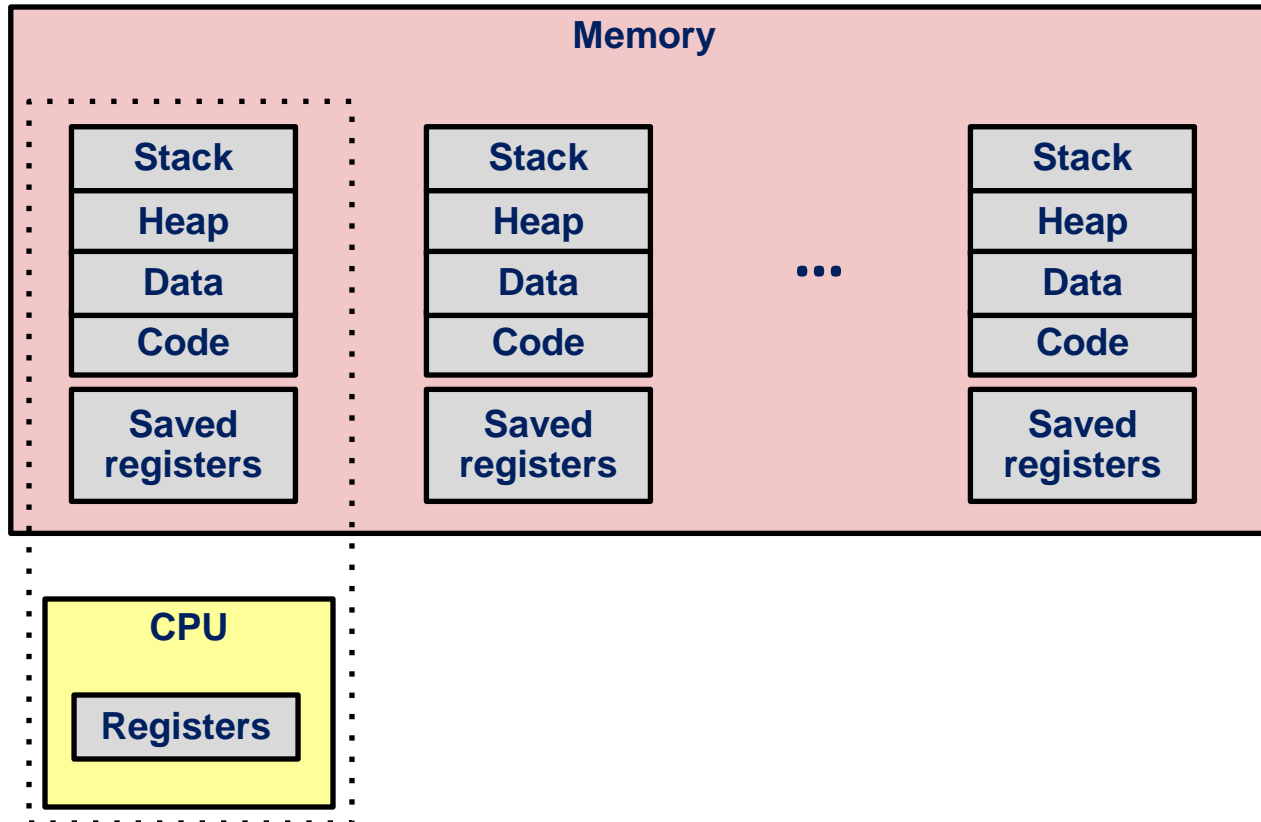 Memory
Stack
Heap
Data
Code
Saved
registers
Stack
Heap
Data
Code
Saved
registers
...
Stack
Heap
Data
Code
Saved
registers
CPU
Registers